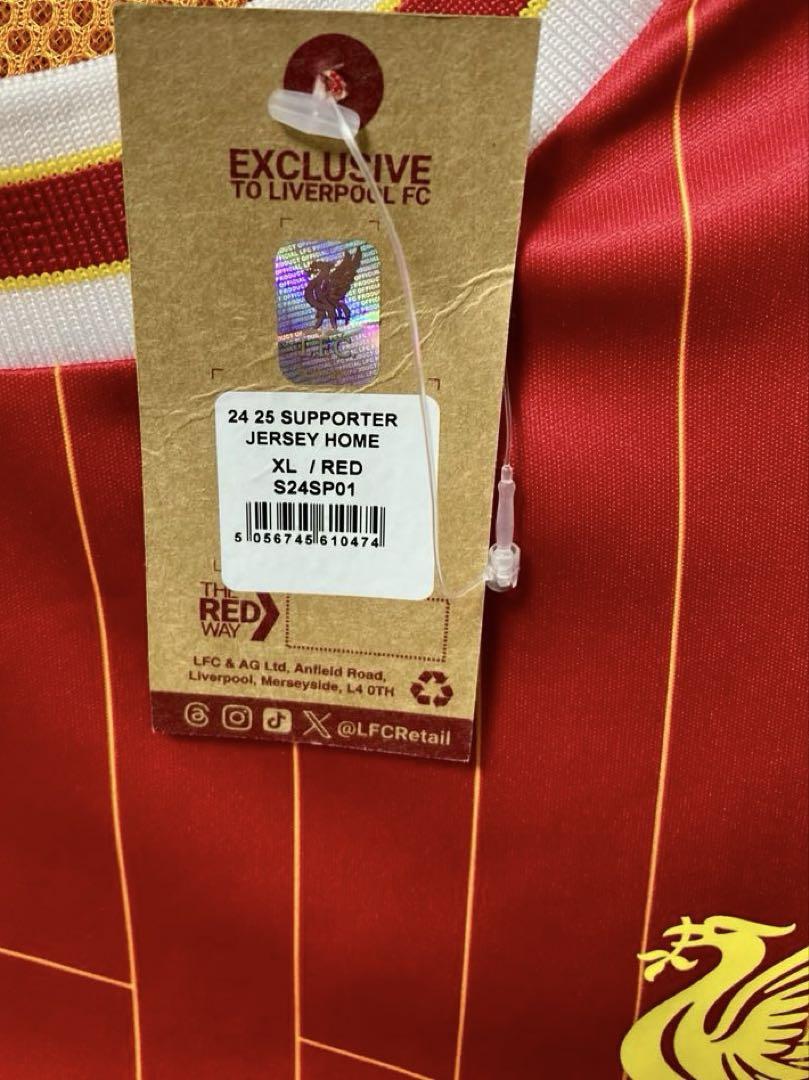 EXCLUSIVE
TO LIVERPOOL FC
LFC
24 25 SUPPORTER
JERSEY HOME
XL / RED
S24SP01
5 056745 610474
THE
RED
WAY
LFC & AG Ltd, Anfield Road,
Liverpool, Merseyside, L4 0TH
@LFCRetail